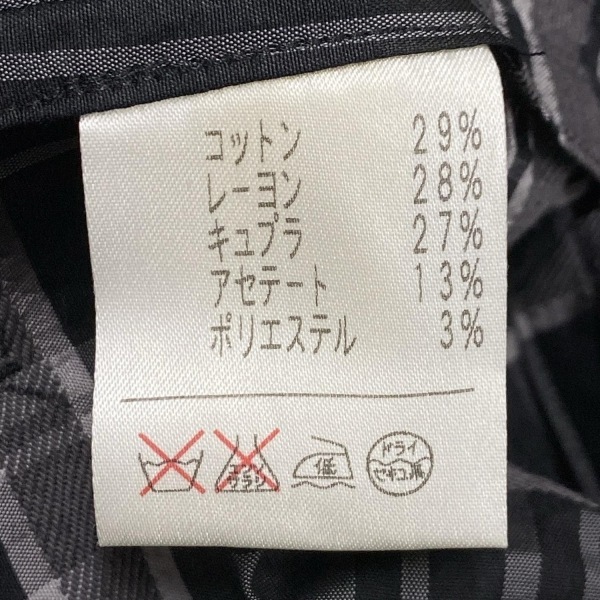 コットン 29%
レーヨン 28%
キュプラ 27%
アセテート 13%
ポリエステル 3%
エンソ
サラシ
低
ドライ
セキユ系